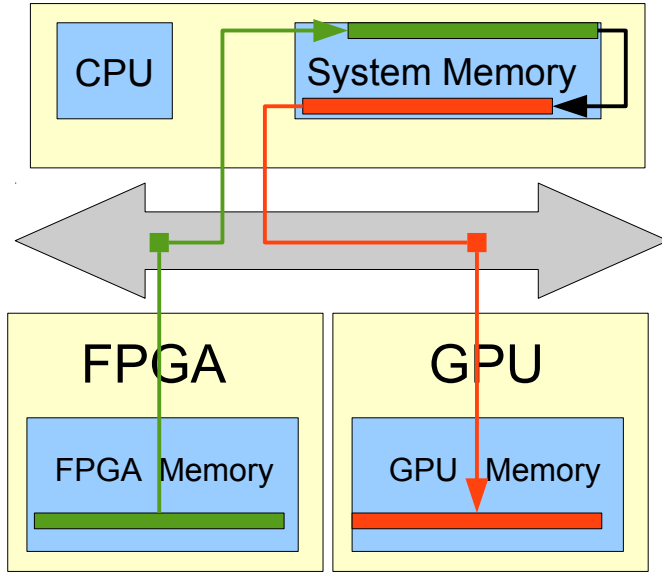 CPU
System Memory
FPGA
GPU
FPGA Memory
GPU Memory